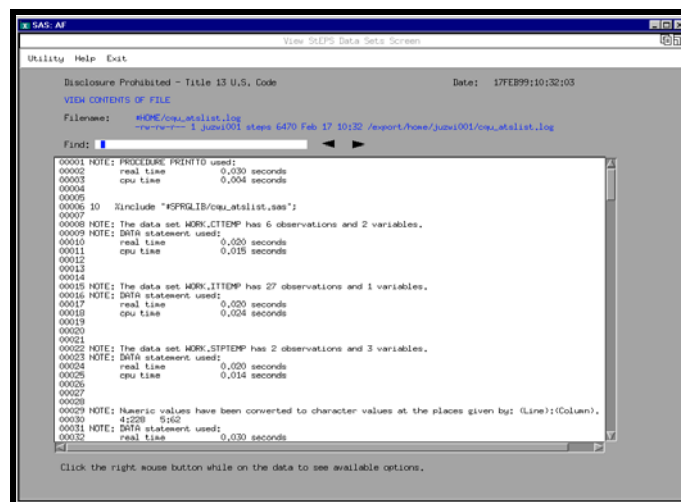 SAS: AF
View StEPS Data Sets Screen
Utility Help Exit
Disclosure Prohibited - Title 13 U.S. Code Date: 17FEB99:10:32:03
VIEW CONTENTS OF FILE
Filename: #HOME/cqu_atslist.log
-rw-rw-r-- 1 juzwi001 steps 6470 Feb 17 10:32 /export/home/juzwi001/cqu_atslist.log
Find:
00001 NOTE: PROCEDURE PRINTTO used:
00002 real time 0.030 seconds
00003 cpu time 0.004 seconds
00004
00005
00006 10 %include "#SPRGLIB/cqu_atslist.sas";
00007
00008 NOTE: The data set WORK.CTTEMP has 6 observations and 2 variables.
00009 NOTE: DATA statement used:
00010 real time 0.020 seconds
00011 cpu time 0.015 seconds
00012
00013
00014
00015 NOTE: The data set WORK.ITTEMP has 27 observations and 1 variables.
00016 NOTE: DATA statement used:
00017 real time 0.020 seconds
00018 cpu time 0.024 seconds
00019
00020
00021
00022 NOTE: The data set WORK.STPTEMP has 2 observations and 3 variables.
00023 NOTE: DATA statement used:
00024 real time 0.020 seconds
00025 cpu time 0.014 seconds
00026
00027
00028
00029 NOTE: Numeric values have been converted to character values at the places given by: (Line):(Column).
00030 4:228 5:62
00031 NOTE: DATA statement used:
00032 real time 0.030 seconds
Click the right mouse button while on the data to see available options.